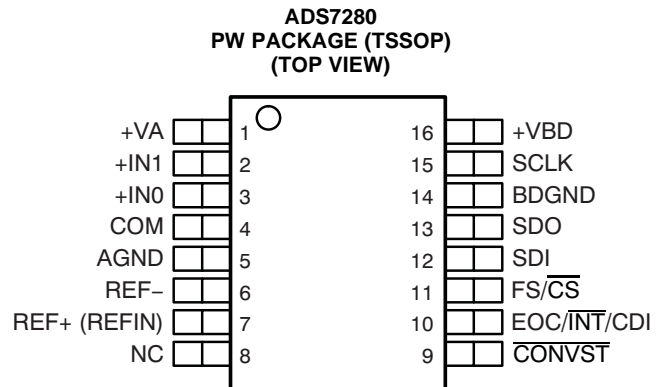 ADS7280
PW PACKAGE (TSSOP)
(TOP VIEW)
+VA 1 16 +VBD
+IN1 2 15 SCLK
+IN0 3 14 BDGND
COM 4 13 SDO
AGND 5 12 SDI
REF− 6 11 FS/CS
REF+ (REFIN) 7 10 EOC/INT/CDI
NC 8 9 CONVST